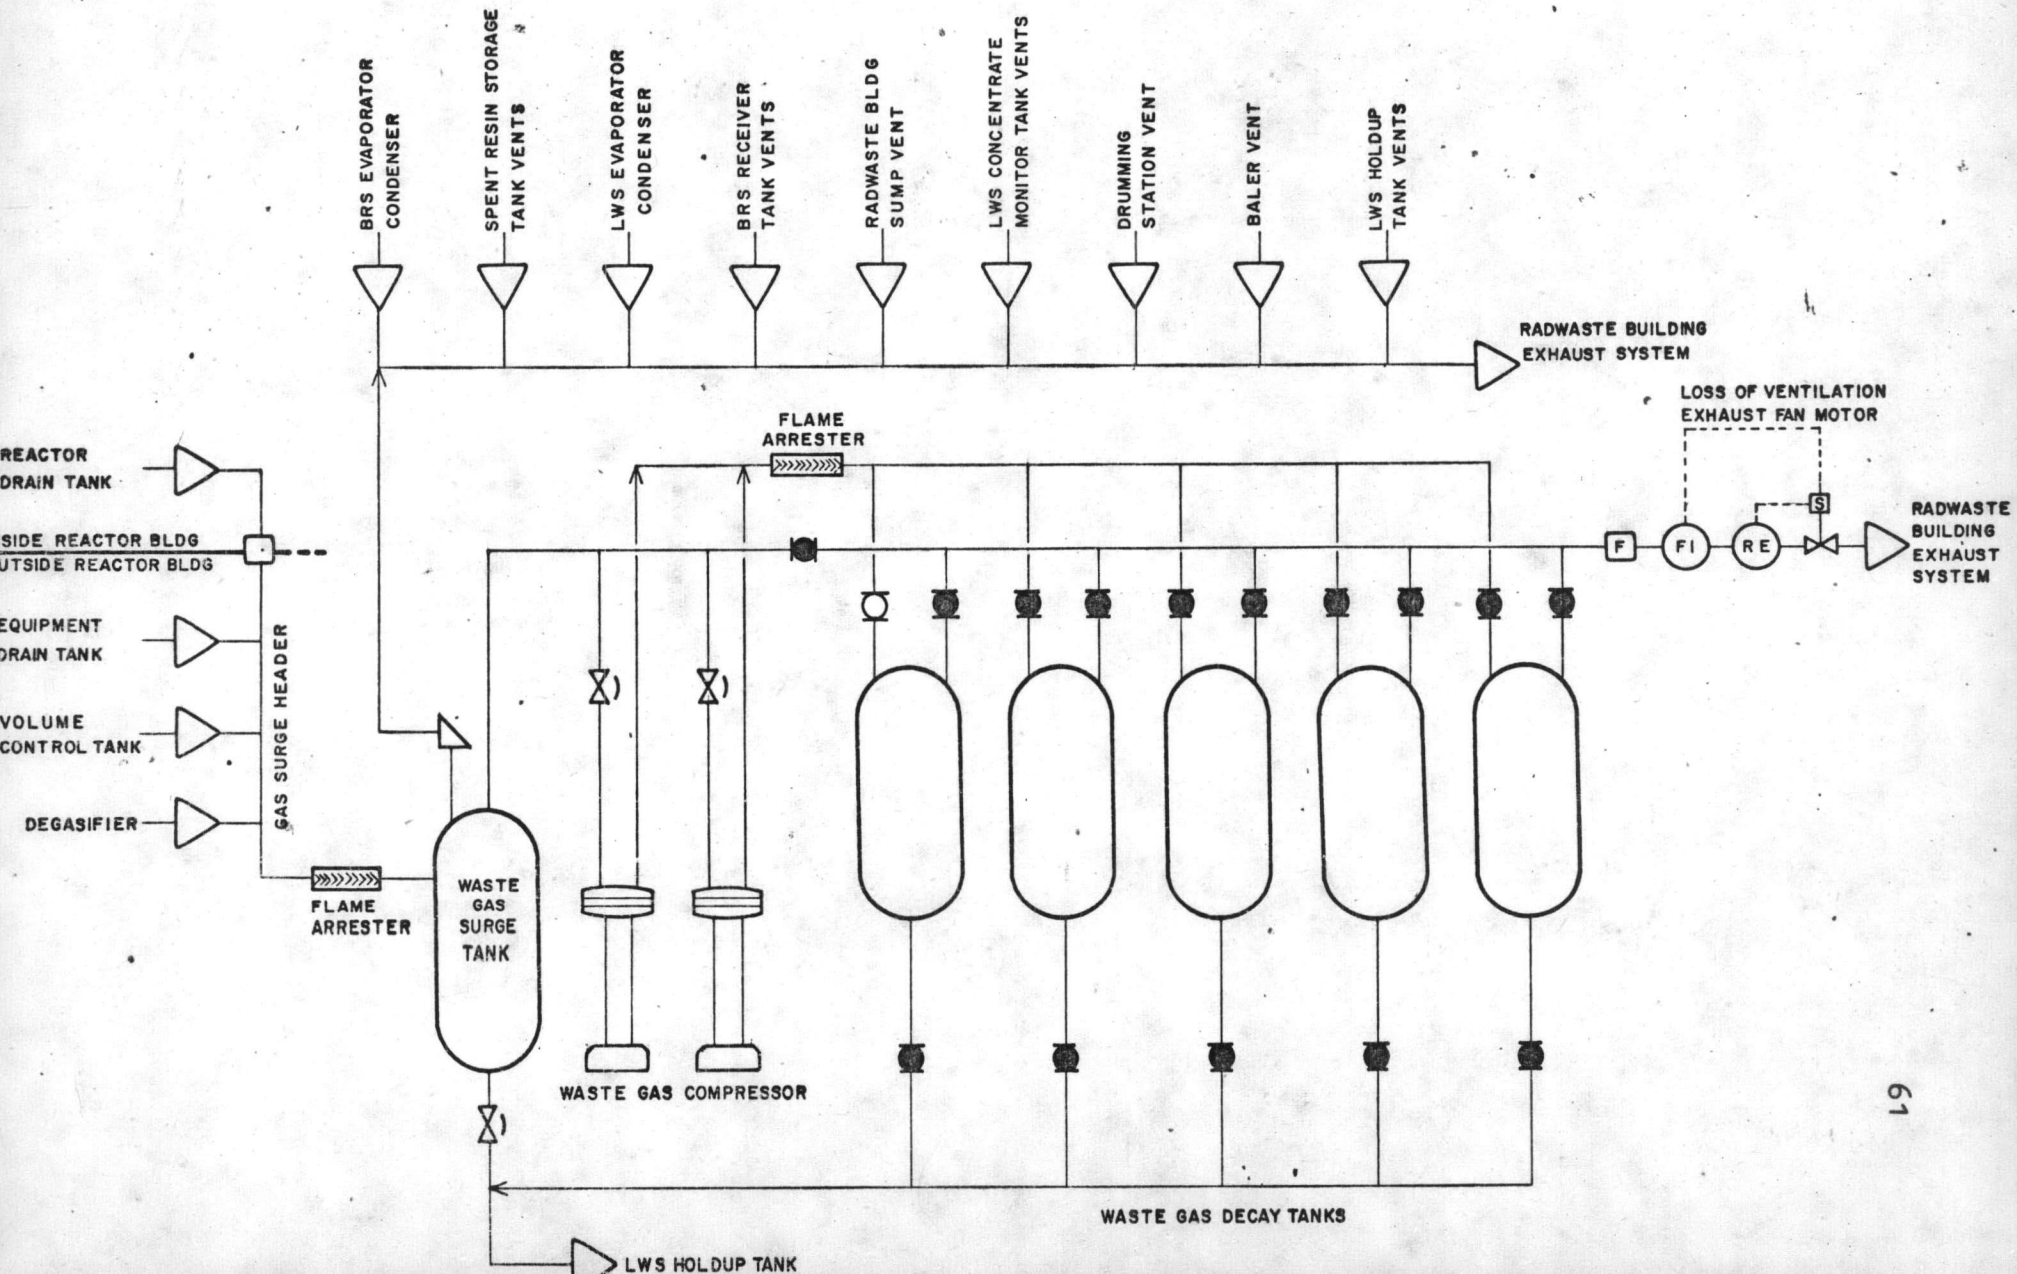 BRS EVAPORATOR
CONDENSER
SPENT RESIN STORAGE
TANK VENTS
LWS EVAPORATOR
CONDENSER
BRS RECEIVER
TANK VENTS
RADWASTE BLDG
SUMP VENT
LWS CONCENTRATE
MONITOR TANK VENTS
DRUMMING
STATION VENT
BALER VENT
LWS HOLDUP
TANK VENTS
RADWASTE BUILDING
EXHAUST SYSTEM
LOSS OF VENTILATION
EXHAUST FAN MOTOR
FLAME
ARRESTER
REACTOR
DRAIN TANK
SIDE REACTOR BLDG
UTSIDE REACTOR BLDG
EQUIPMENT
DRAIN TANK
VOLUME
CONTROL TANK
DEGASIFIER
GAS SURGE HEADER
FLAME
ARRESTER
WASTE
GAS
SURGE
TANK
S
F
FI
RE
RADWASTE
BUILDING
EXHAUST
SYSTEM
WASTE GAS COMPRESSOR
WASTE GAS DECAY TANKS
LWS HOLDUP TANK
61